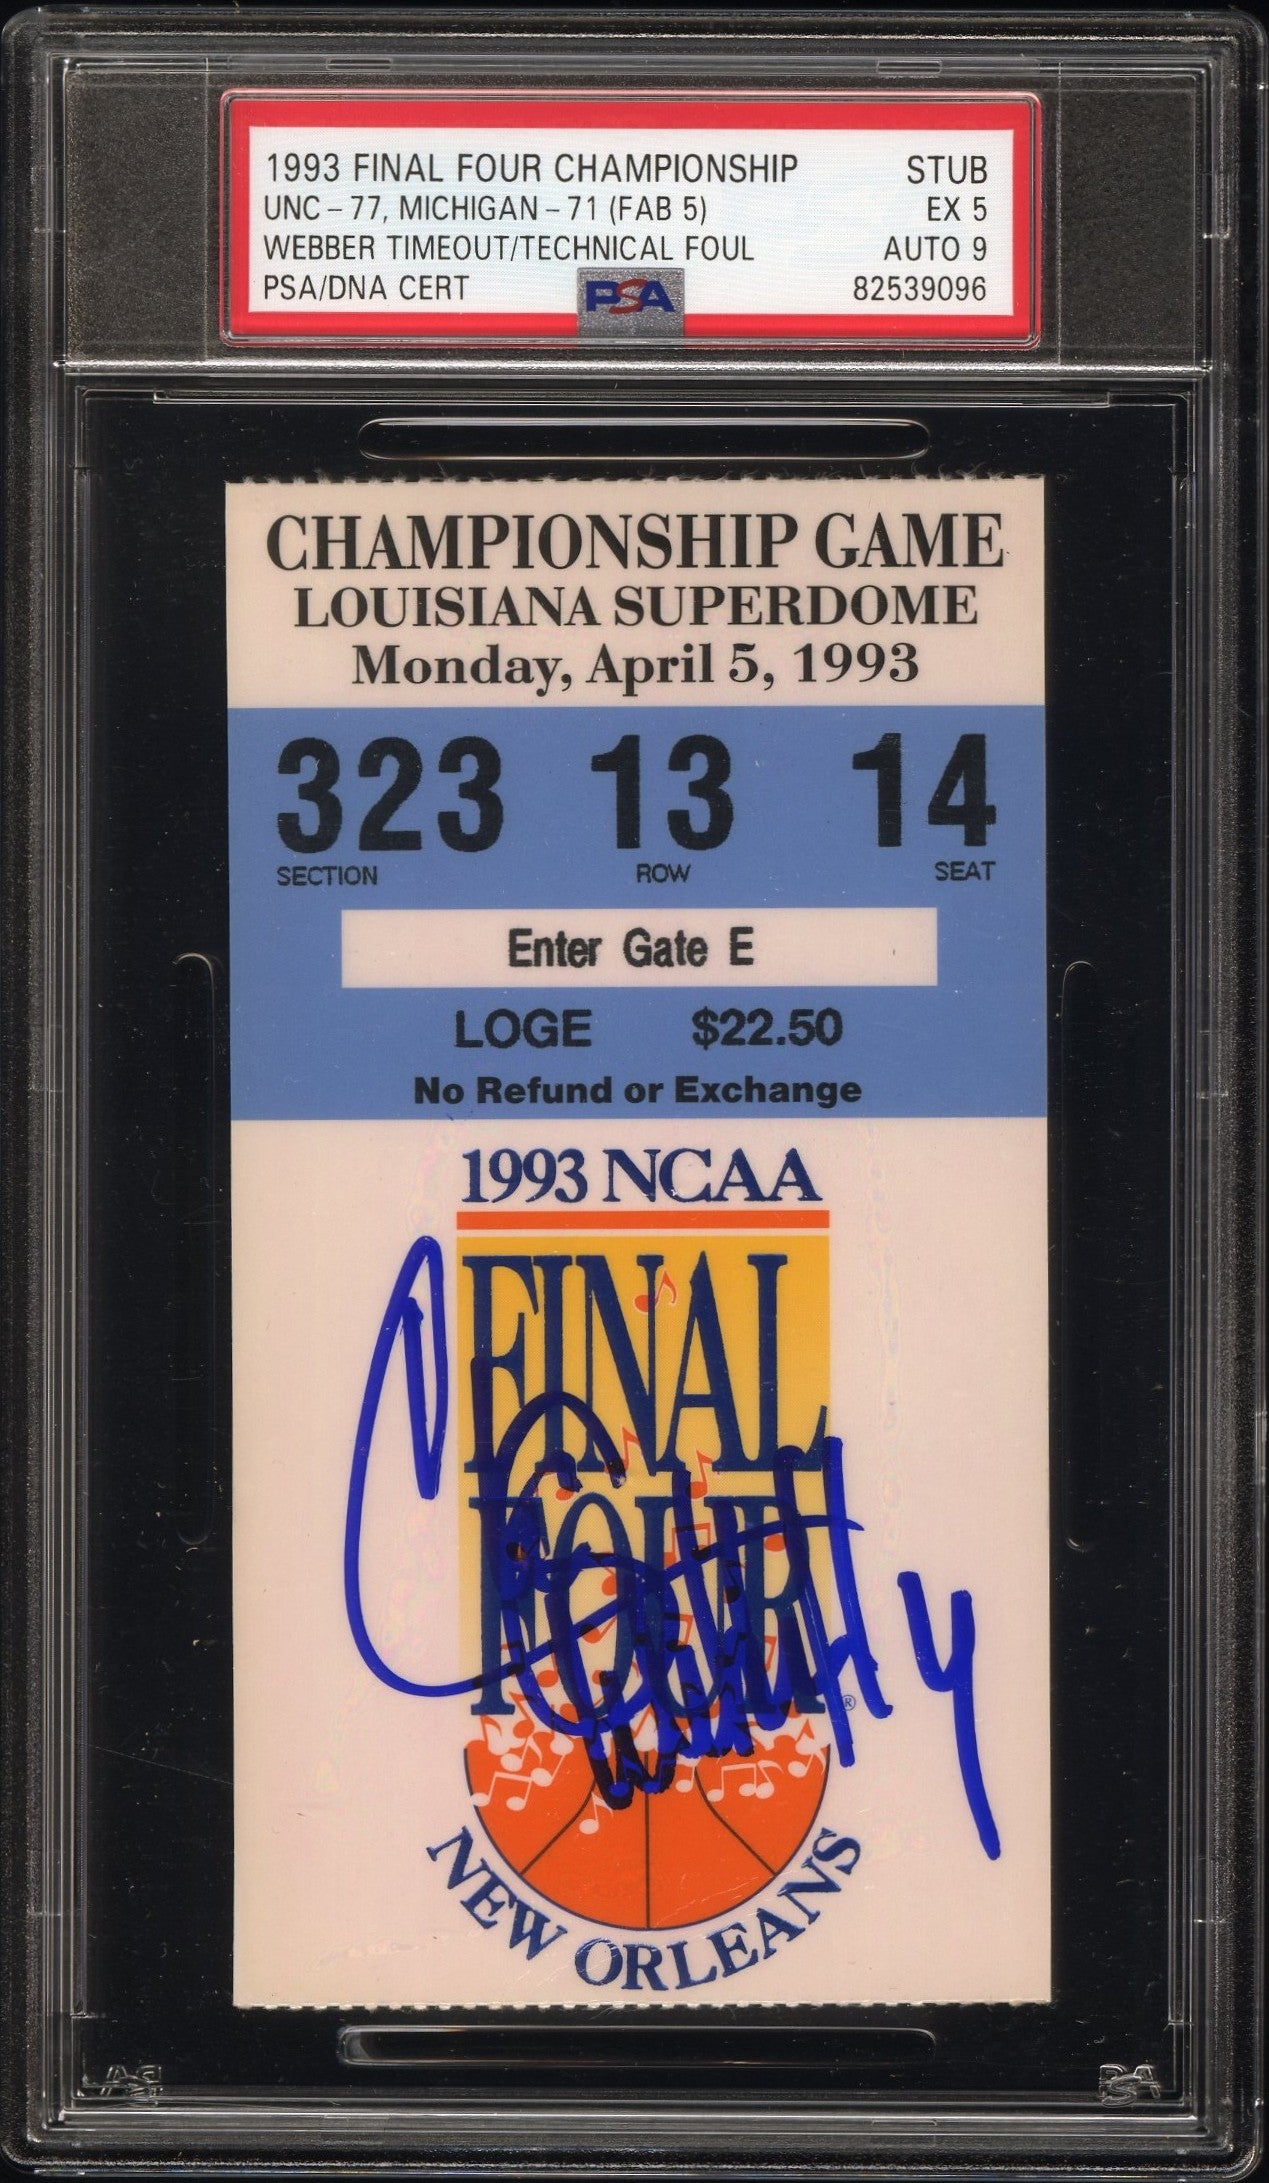 1993 FINAL FOUR CHAMPIONSHIP STUB
UNC - 77, MICHIGAN - 71 (FAB 5) EX 5
WEBBER TIMEOUT/TECHNICAL FOUL AUTO 9
PSA/DNA CERT PSA 82539096
CHAMPIONSHIP GAME
LOUISIANA SUPERDOME
Monday, April 5, 1993
323 13 14
SECTION ROW SEAT
Enter Gate E
LOGE $22.50
No Refund or Exchange
1993 NCAA
FINAL
FOUR
®
NEW ORLEANS
PSA PSA